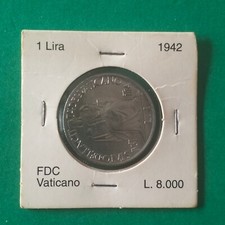 1 Lira 1942
FDC
Vaticano L. 8.000